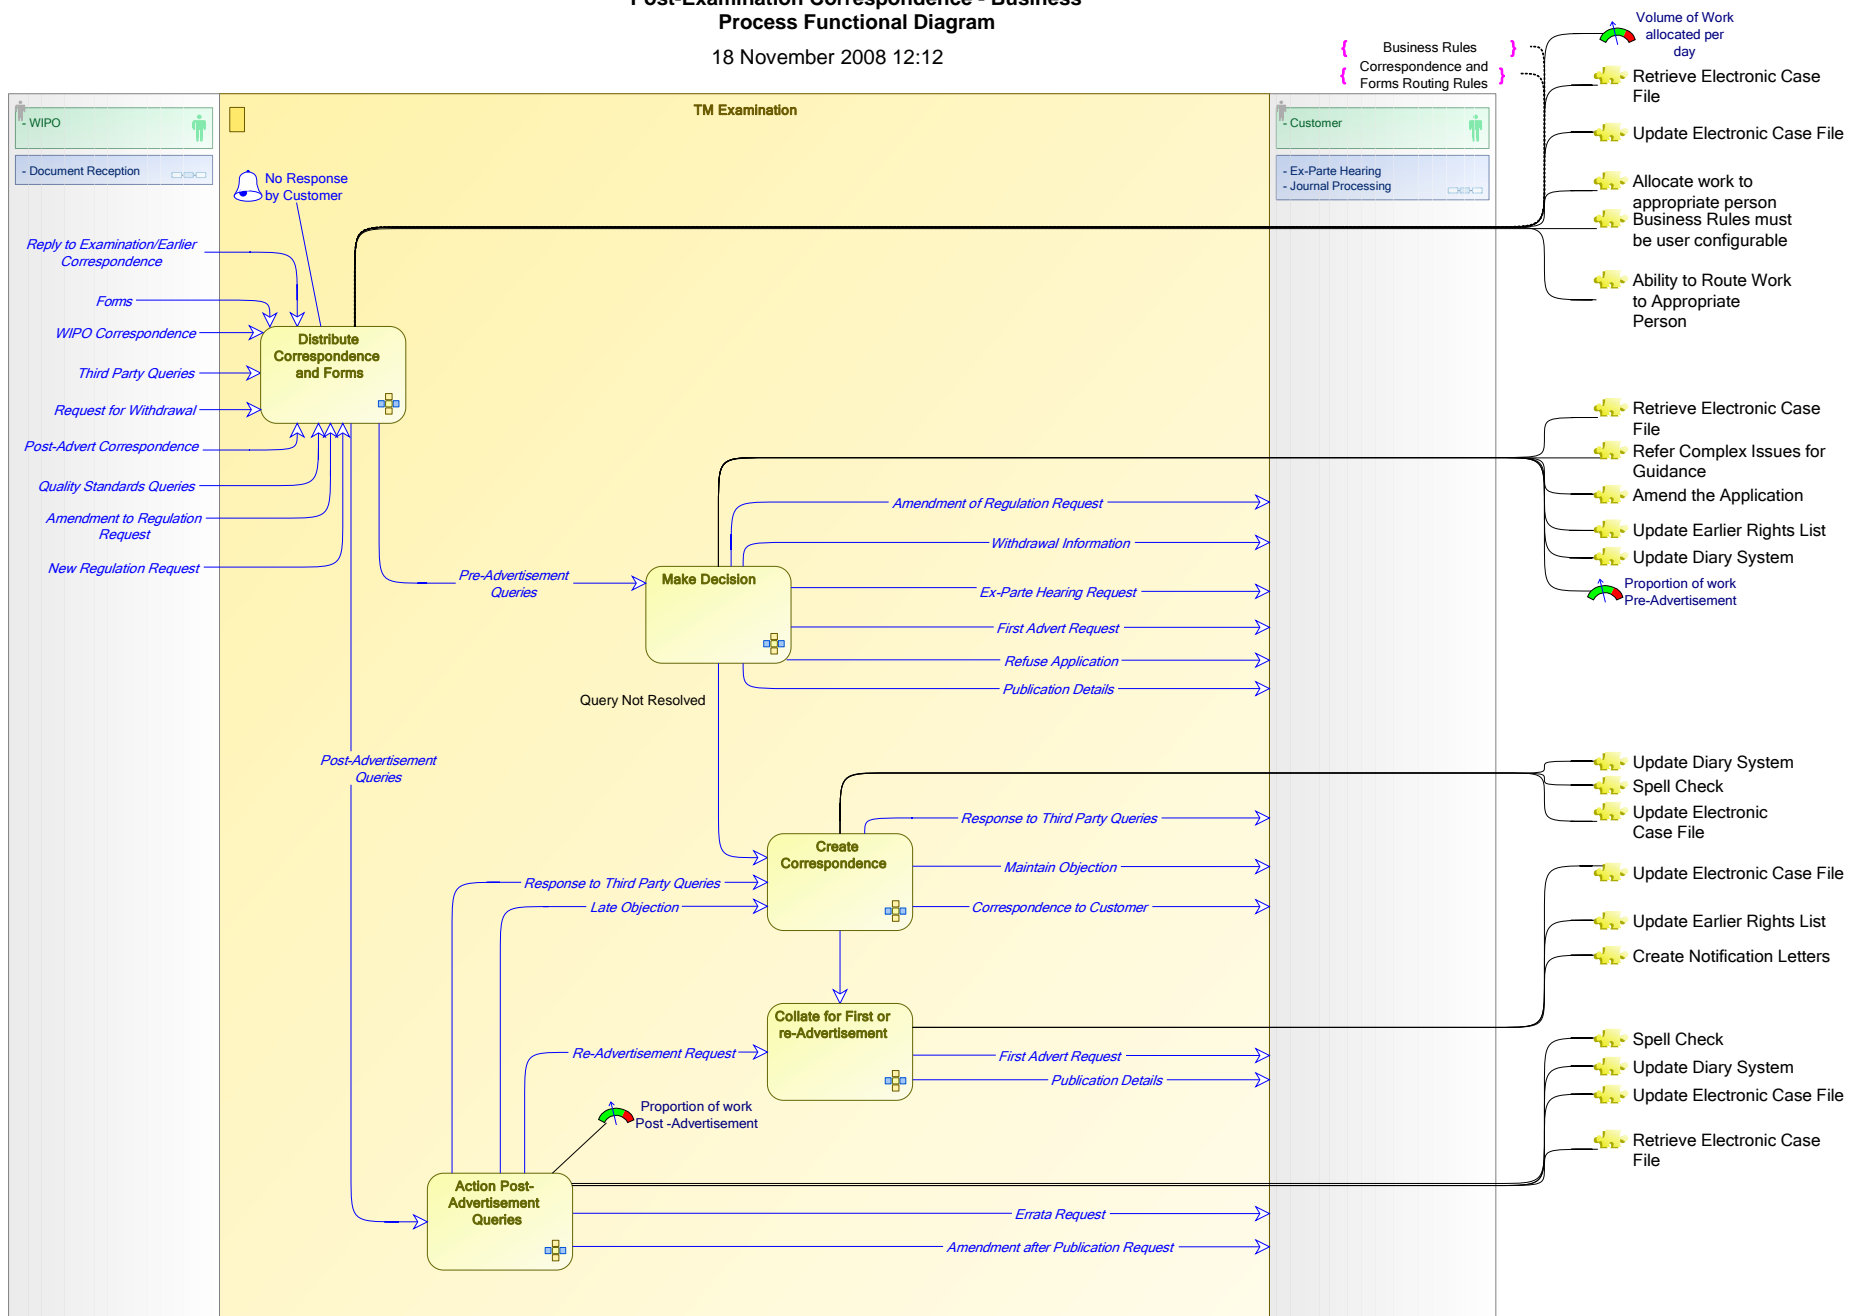 Post-Examination Correspondence - Business
Process Functional Diagram
18 November 2008 12:12
{ Business Rules }
{ Correspondence and
Forms Routing Rules }
Volume of Work
allocated per
day
Retrieve Electronic Case
File
Update Electronic Case File
Allocate work to
appropriate person
Business Rules must
be user configurable
Ability to Route Work
to Appropriate
Person
- WIPO
- Document Reception
TM Examination
- Customer
- Ex-Parte Hearing
- Journal Processing
No Response
by Customer
Reply to Examination/Earlier
Correspondence
Forms
WIPO Correspondence
Third Party Queries
Request for Withdrawal
Post-Advert Correspondence
Quality Standards Queries
Amendment to Regulation
Request
New Regulation Request
Distribute
Correspondence
and Forms
Pre-Advertisement
Queries
Post-Advertisement
Queries
Make Decision
Amendment of Regulation Request
Withdrawal Information
Ex-Parte Hearing Request
First Advert Request
Refuse Application
Publication Details
Query Not Resolved
Retrieve Electronic Case
File
Refer Complex Issues for
Guidance
Amend the Application
Update Earlier Rights List
Update Diary System
Proportion of work
Pre-Advertisement
Create
Correspondence
Response to Third Party Queries
Maintain Objection
Correspondence to Customer
Response to Third Party Queries
Late Objection
Update Diary System
Spell Check
Update Electronic
Case File
Collate for First or
re-Advertisement
Re-Advertisement Request
First Advert Request
Publication Details
Update Electronic Case File
Update Earlier Rights List
Create Notification Letters
Proportion of work
Post -Advertisement
Action Post-
Advertisement
Queries
Errata Request
Amendment after Publication Request
Spell Check
Update Diary System
Update Electronic Case File
Retrieve Electronic Case
File